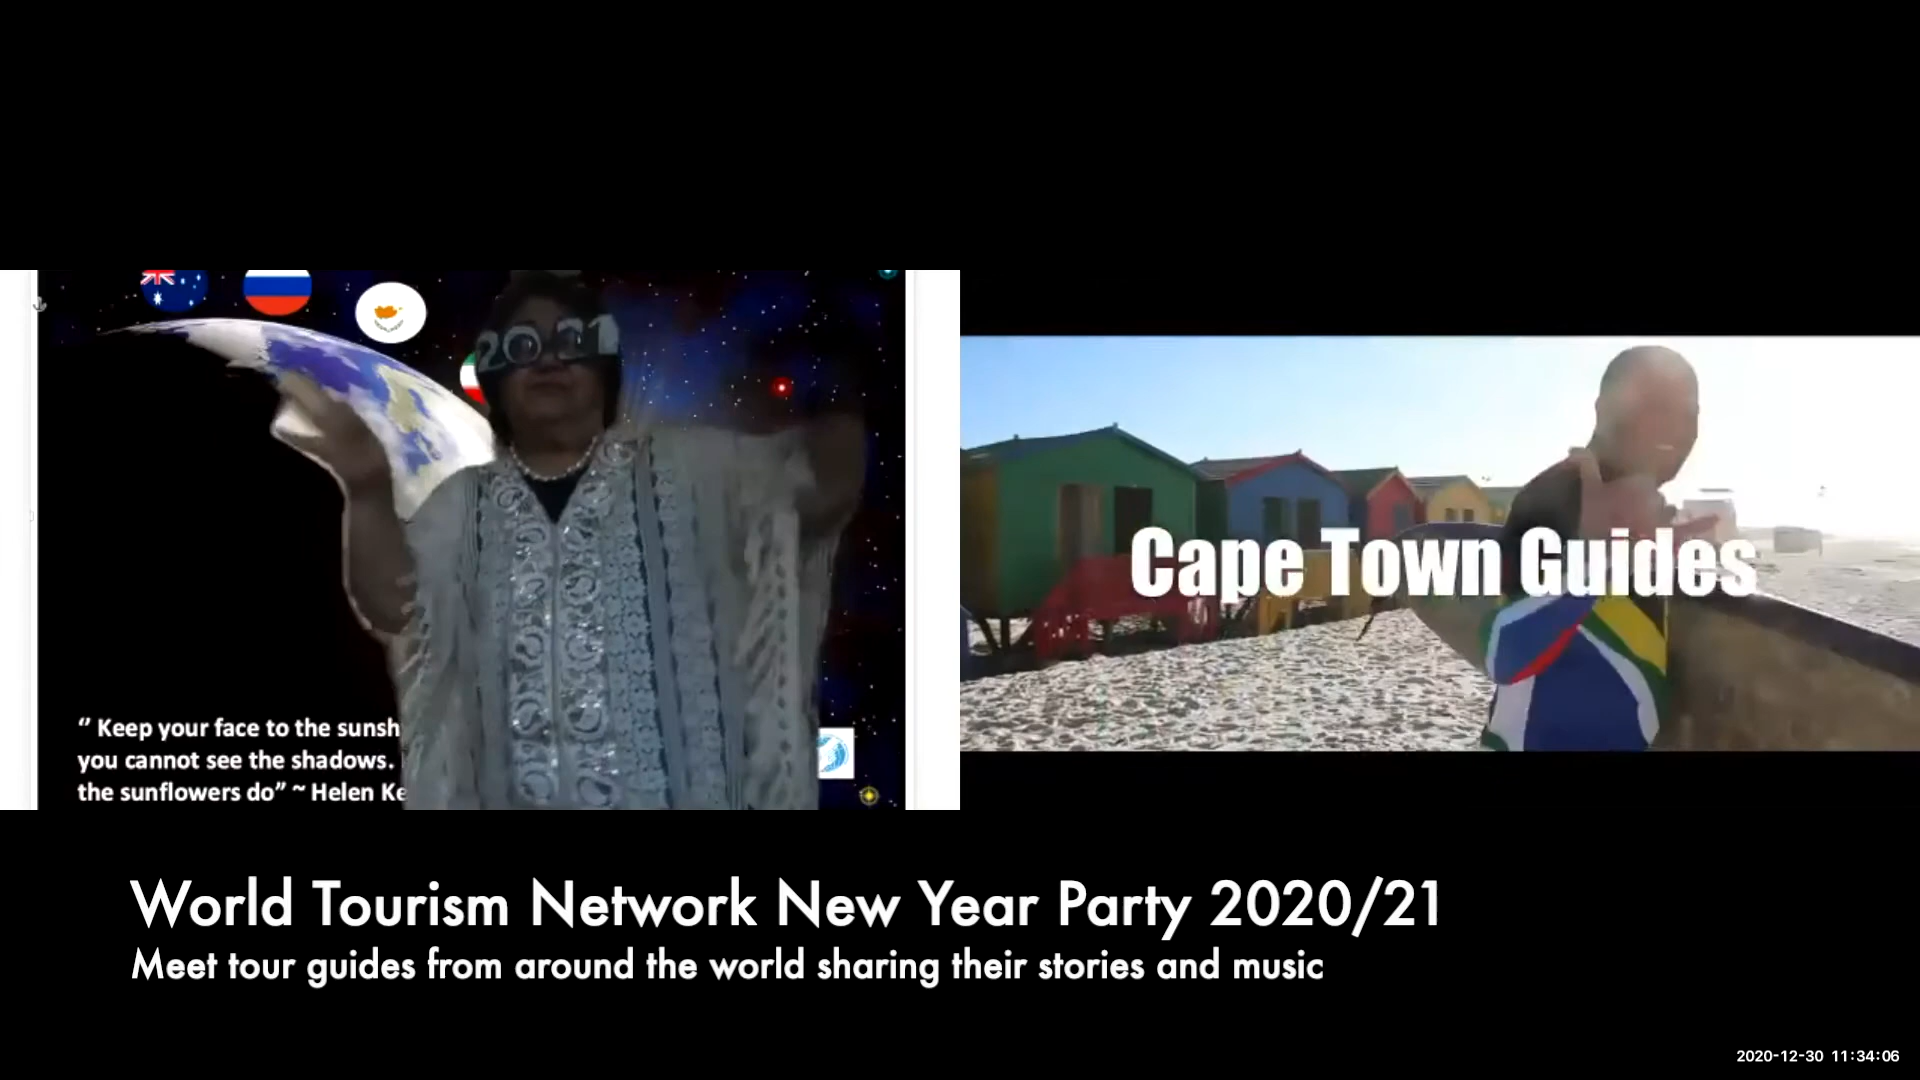 2021
" Keep your face to the sunsh
you cannot see the shadows.
the sunflowers do" ~ Helen Ke
Cape Town Guides
World Tourism Network New Year Party 2020/21
Meet tour guides from around the world sharing their stories and music
2020-12-30 11:34:06